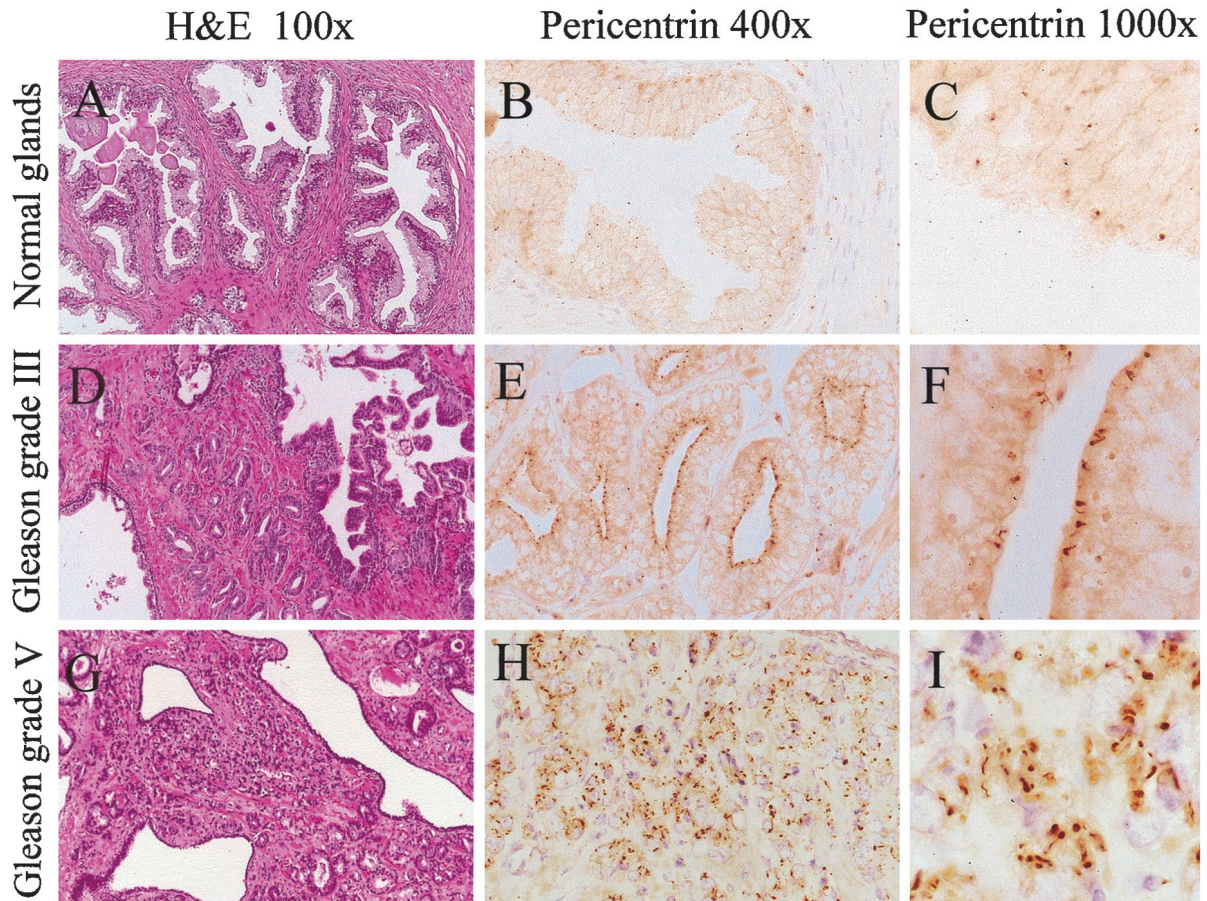 H&E 100x
Pericentrin 400x
Pericentrin 1000x
Normal glands
A
B
C
Gleason grade III
D
E
F
Gleason grade V
G
H
I